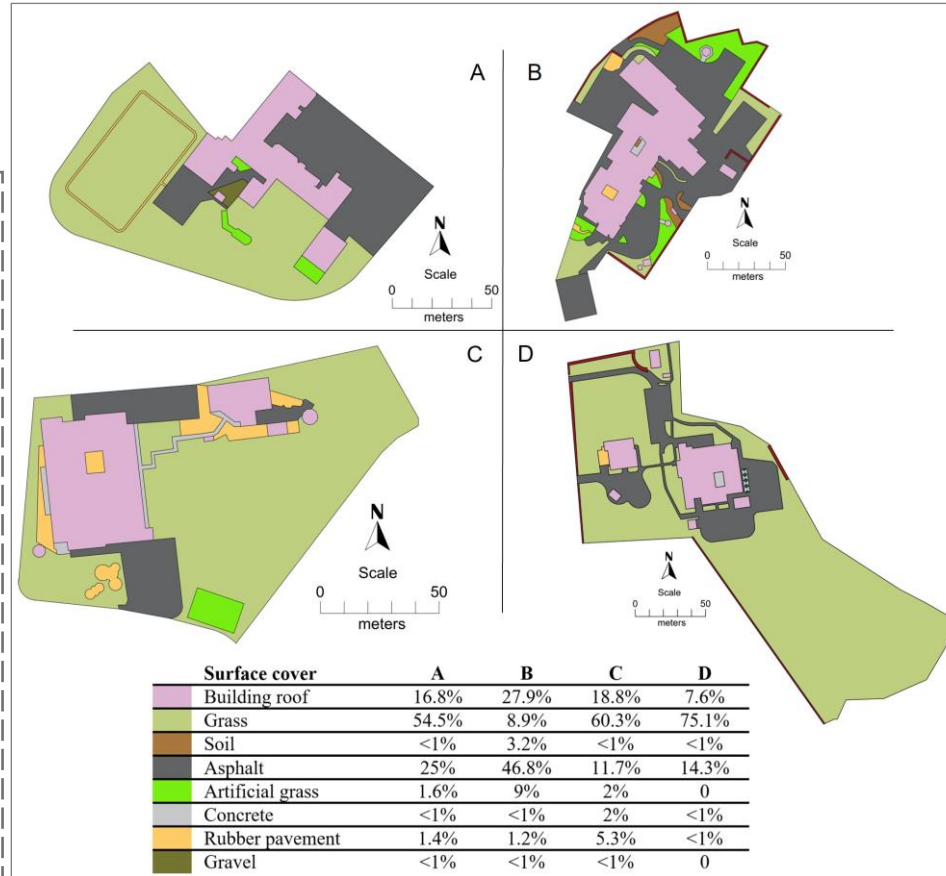 A
N
Scale
0 50
meters
B
N
Scale
0 50
meters
C
N
Scale
0 50
meters
D
N
Scale
0 50
meters
Surface cover A B C D
Building roof 16.8% 27.9% 18.8% 7.6%
Grass 54.5% 8.9% 60.3% 75.1%
Soil <1% 3.2% <1% <1%
Asphalt 25% 46.8% 11.7% 14.3%
Artificial grass 1.6% 9% 2% 0
Concrete <1% <1% 2% <1%
Rubber pavement 1.4% 1.2% 5.3% <1%
Gravel <1% <1% <1% 0